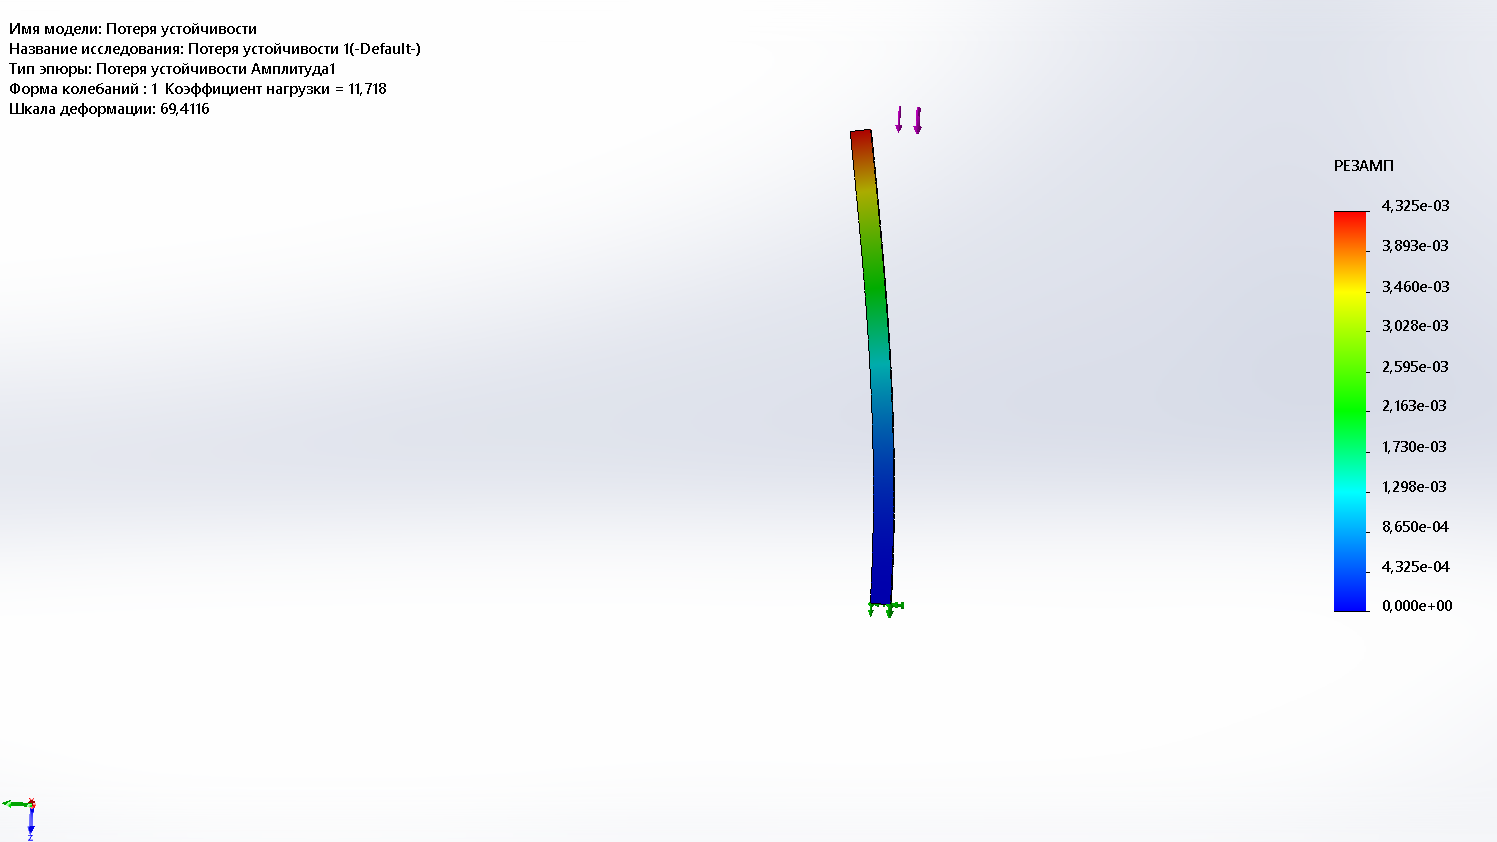 Имя модели: Потеря устойчивости
Название исследования: Потеря устойчивости 1(-Default-)
Тип эпюры: Потеря устойчивости Амплитуда1
Форма колебаний : 1  Коэффициент нагрузки = 11,718
Шкала деформации: 69,4116
РЕЗАМП
4,325e-03
3,893e-03
3,460e-03
3,028e-03
2,595e-03
2,163e-03
1,730e-03
1,298e-03
8,650e-04
4,325e-04
0,000e+00
Z